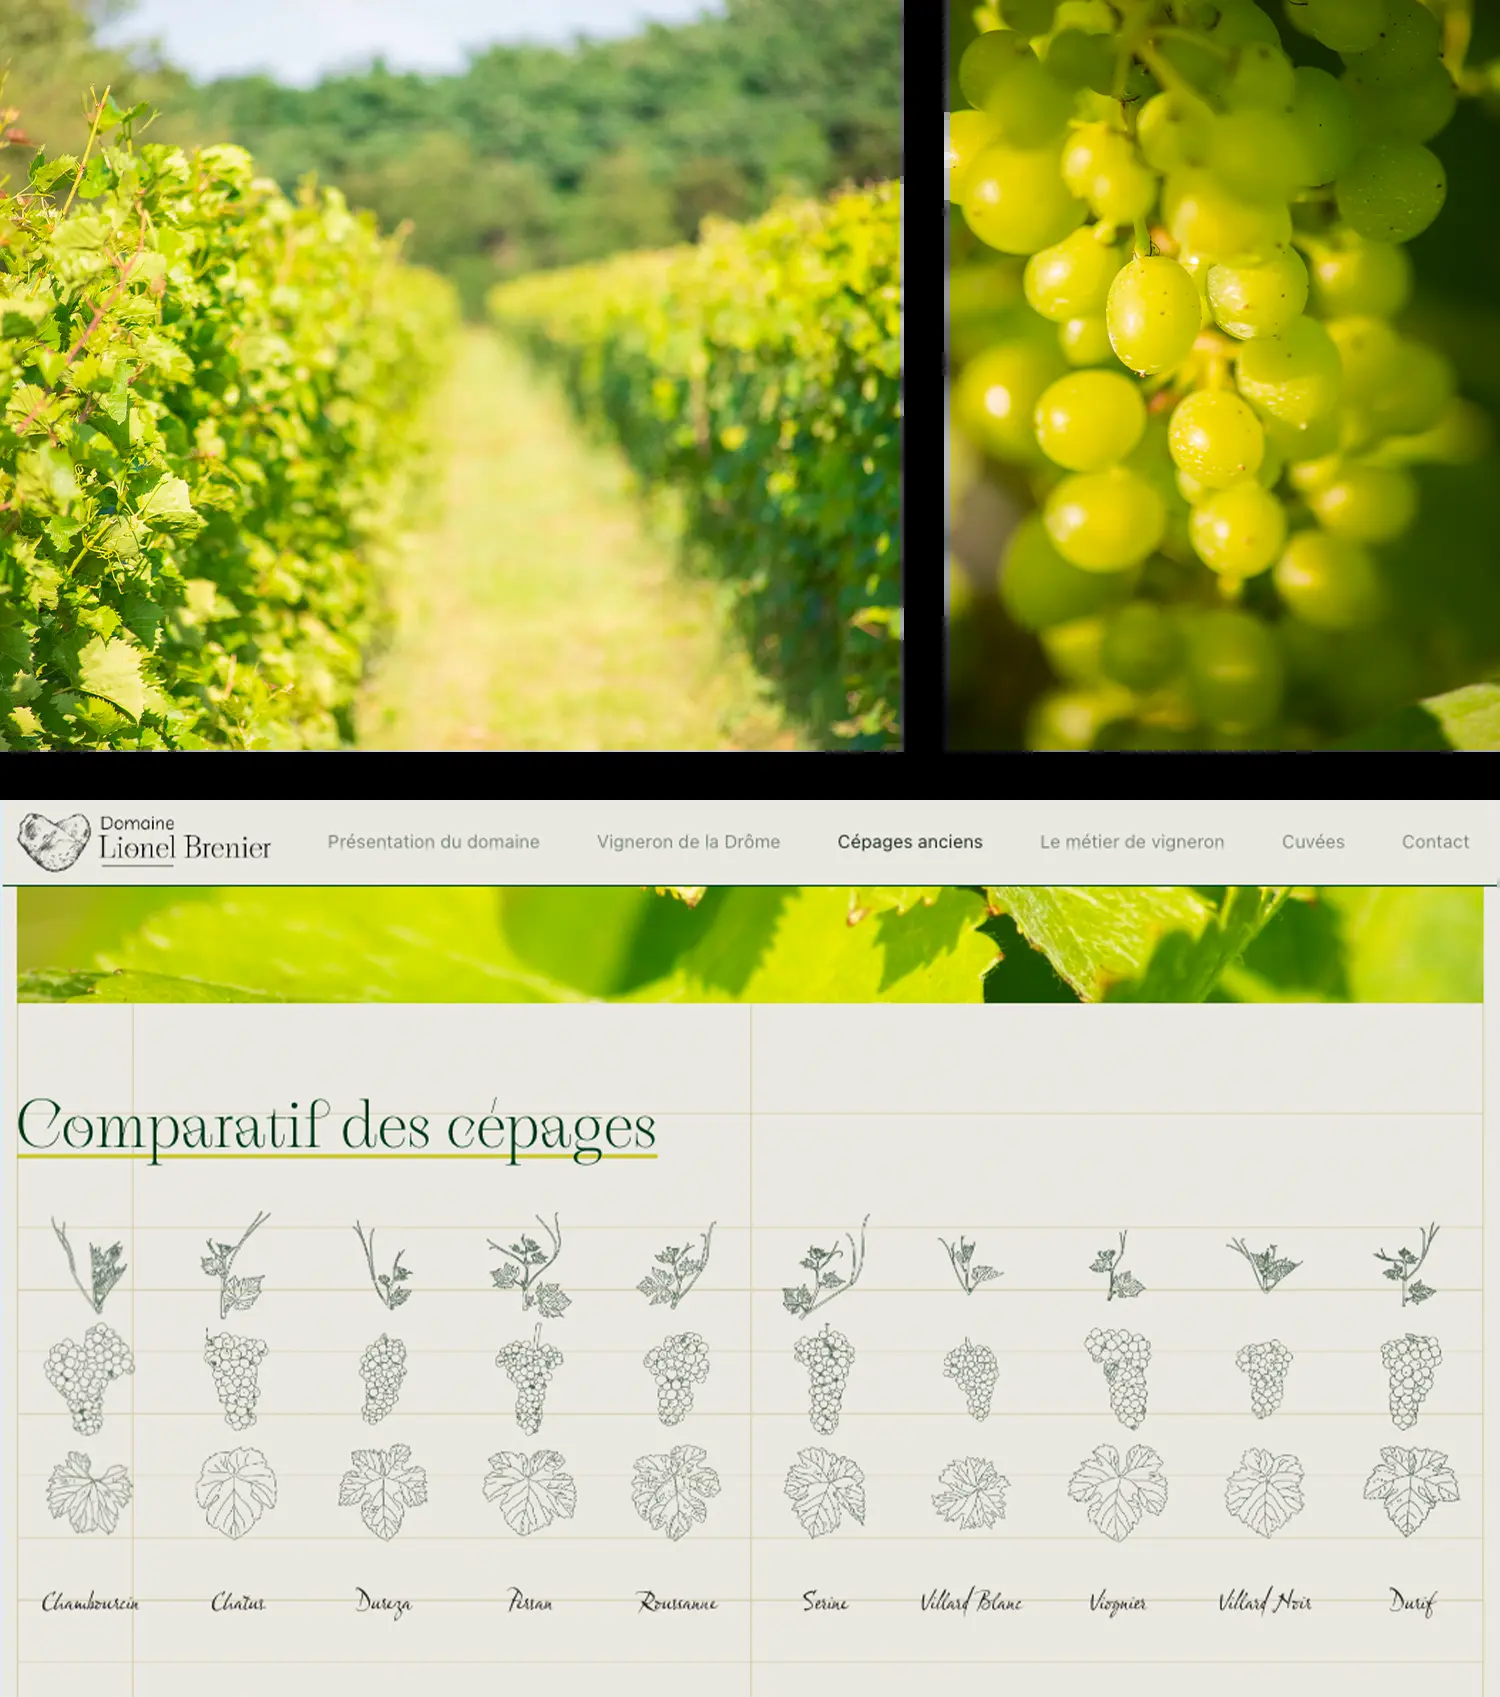 Domaine
Lionel Brenier
Présentation du domaine
Vigneron de la Drôme
Cépages anciens
Le métier de vigneron
Cuvées
Contact
Comparatif des cépages
Chambourcin
Chatus
Dureza
Persan
Roussanne
Serine
Villard Blanc
Viognier
Villard Noir
Durif